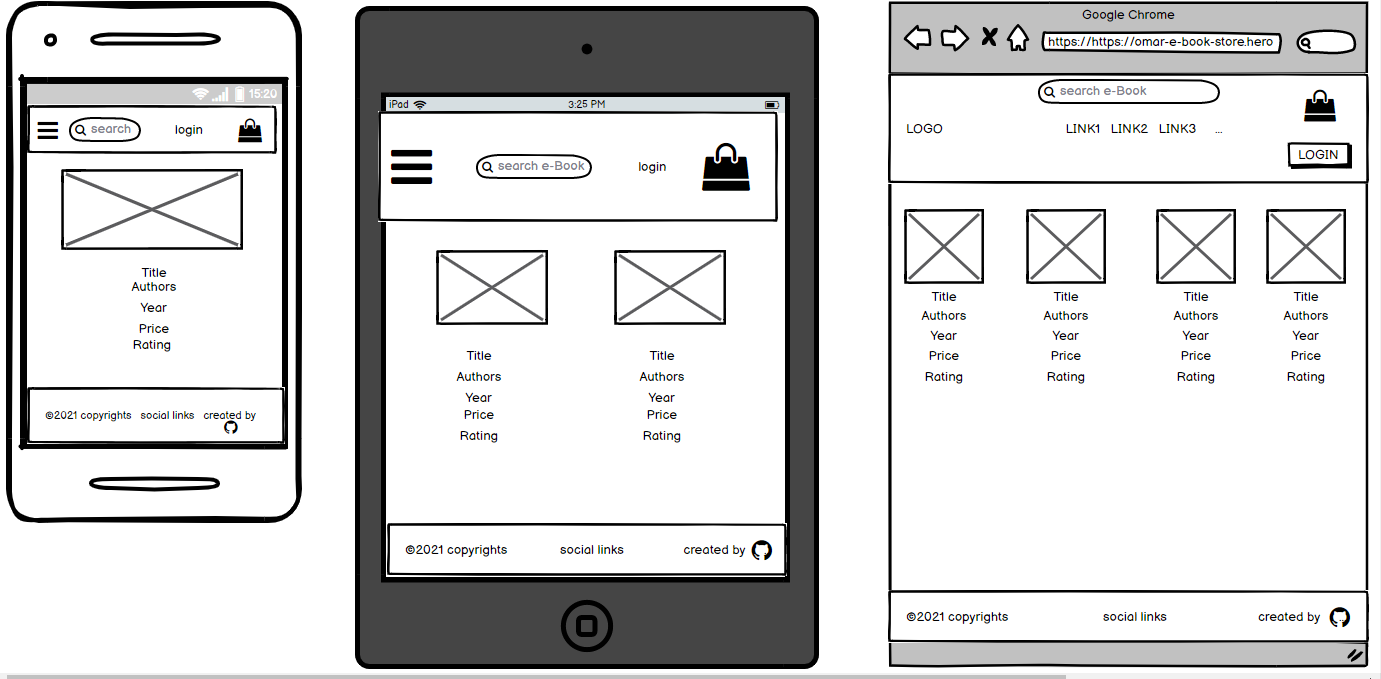 15:20
search
login
Title
Authors
Year
Price
Rating
©2021 copyrights social links created by
iPad 3:25 PM
search e-Book
login
Title Title
Authors Authors
Year Year
Price Price
Rating Rating
©2021 copyrights social links created by
Google Chrome
https://https://omar-e-book-store.hero
search e-Book
LOGO LINK1 LINK2 LINK3 ...
LOGIN
Title Title Title Title
Authors Authors Authors Authors
Year Year Year Year
Price Price Price Price
Rating Rating Rating Rating
©2021 copyrights social links created by